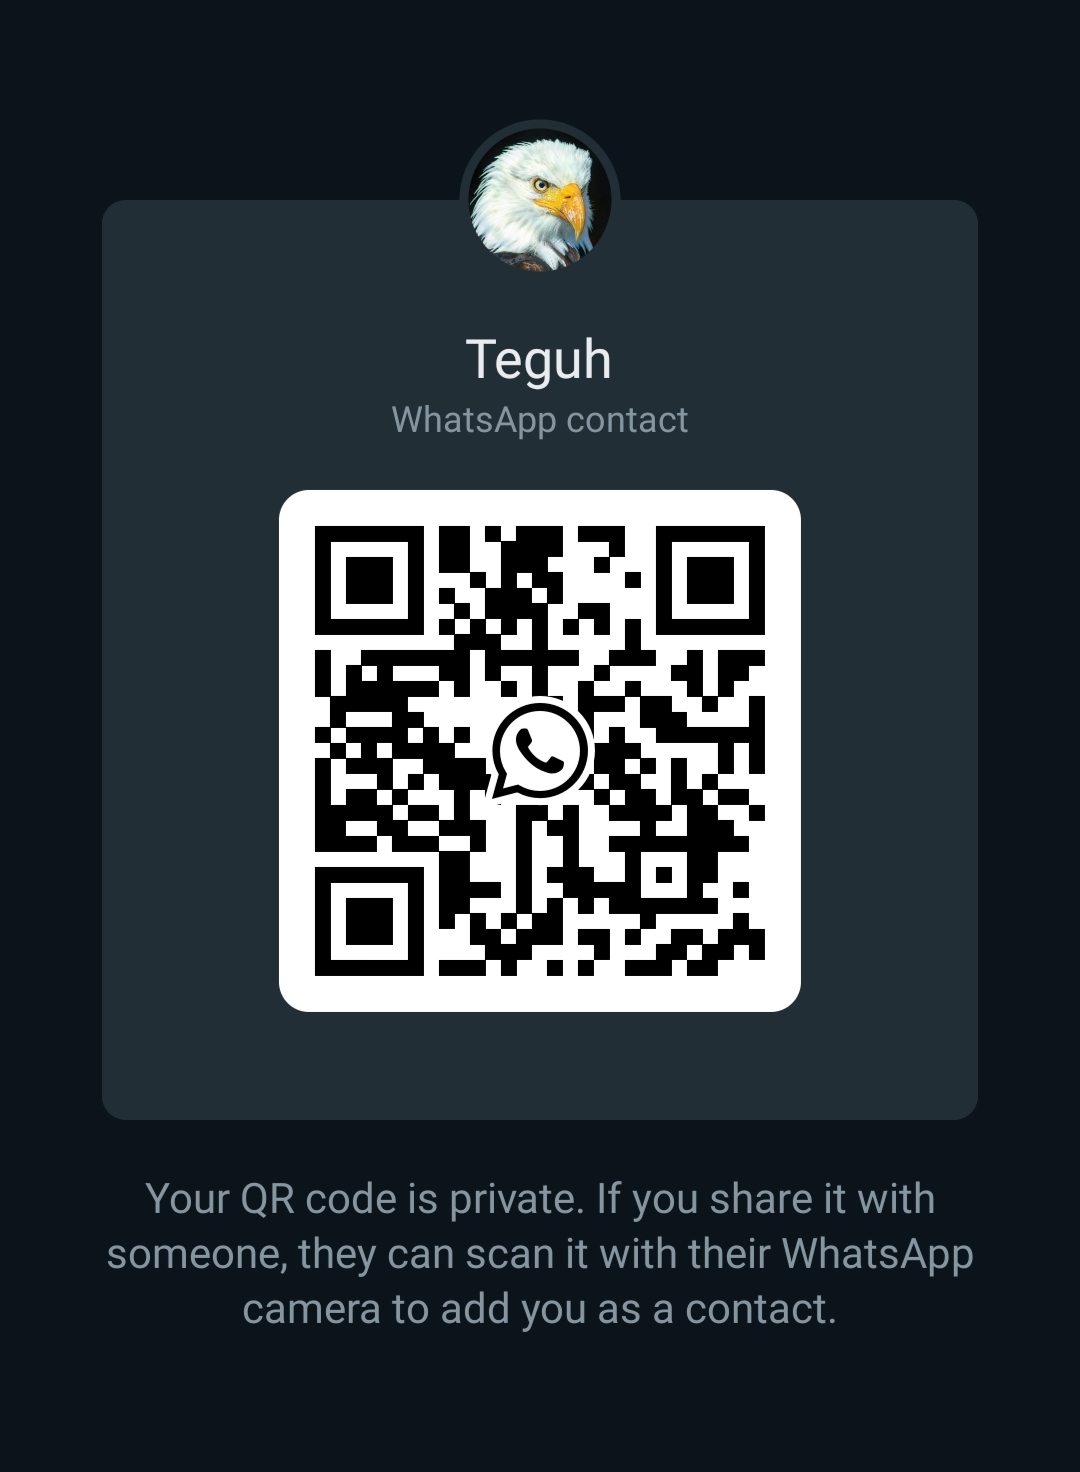 Teguh
WhatsApp contact
Your QR code is private. If you share it with
someone, they can scan it with their WhatsApp
camera to add you as a contact.